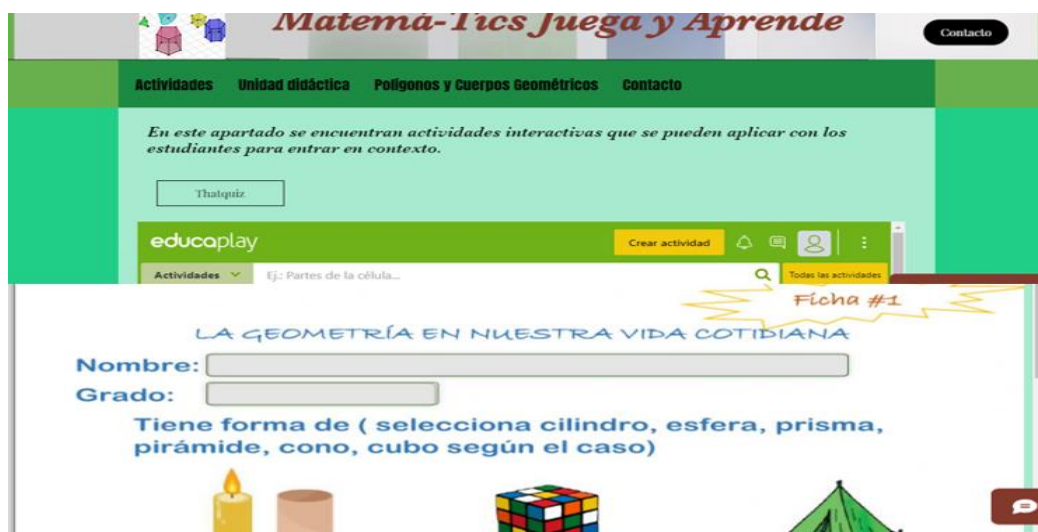 Matemá-Tics Juega y Aprende
Contacto
Actividades Unidad didáctica Polígonos y Cuerpos Geométricos Contacto
En este apartado se encuentran actividades interactivas que se pueden aplicar con los
estudiantes para entrar en contexto.
Thatquiz
educaplay
Crear actividad
Actividades Ej.: Partes de la célula... Todas las actividades
Ficha #1
LA GEOMETRÍA EN NUESTRA VIDA COTIDIANA
Nombre:
Grado:
Tiene forma de ( selecciona cilindro, esfera, prisma,
pirámide, cono, cubo según el caso)